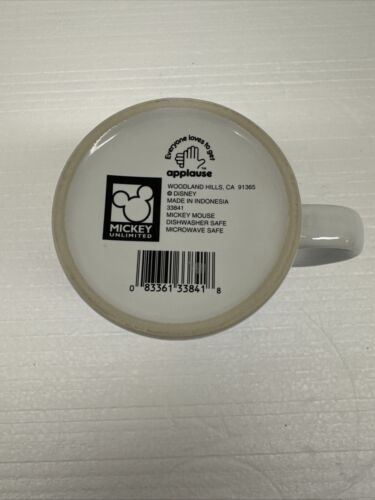 Everyone loves to get
applause™
WOODLAND HILLS, CA 91365
© DISNEY
MADE IN INDONESIA
33841
MICKEY MOUSE
DISHWASHER SAFE
MICROWAVE SAFE
MICKEY
UNLIMITED
0 83361 33841 8